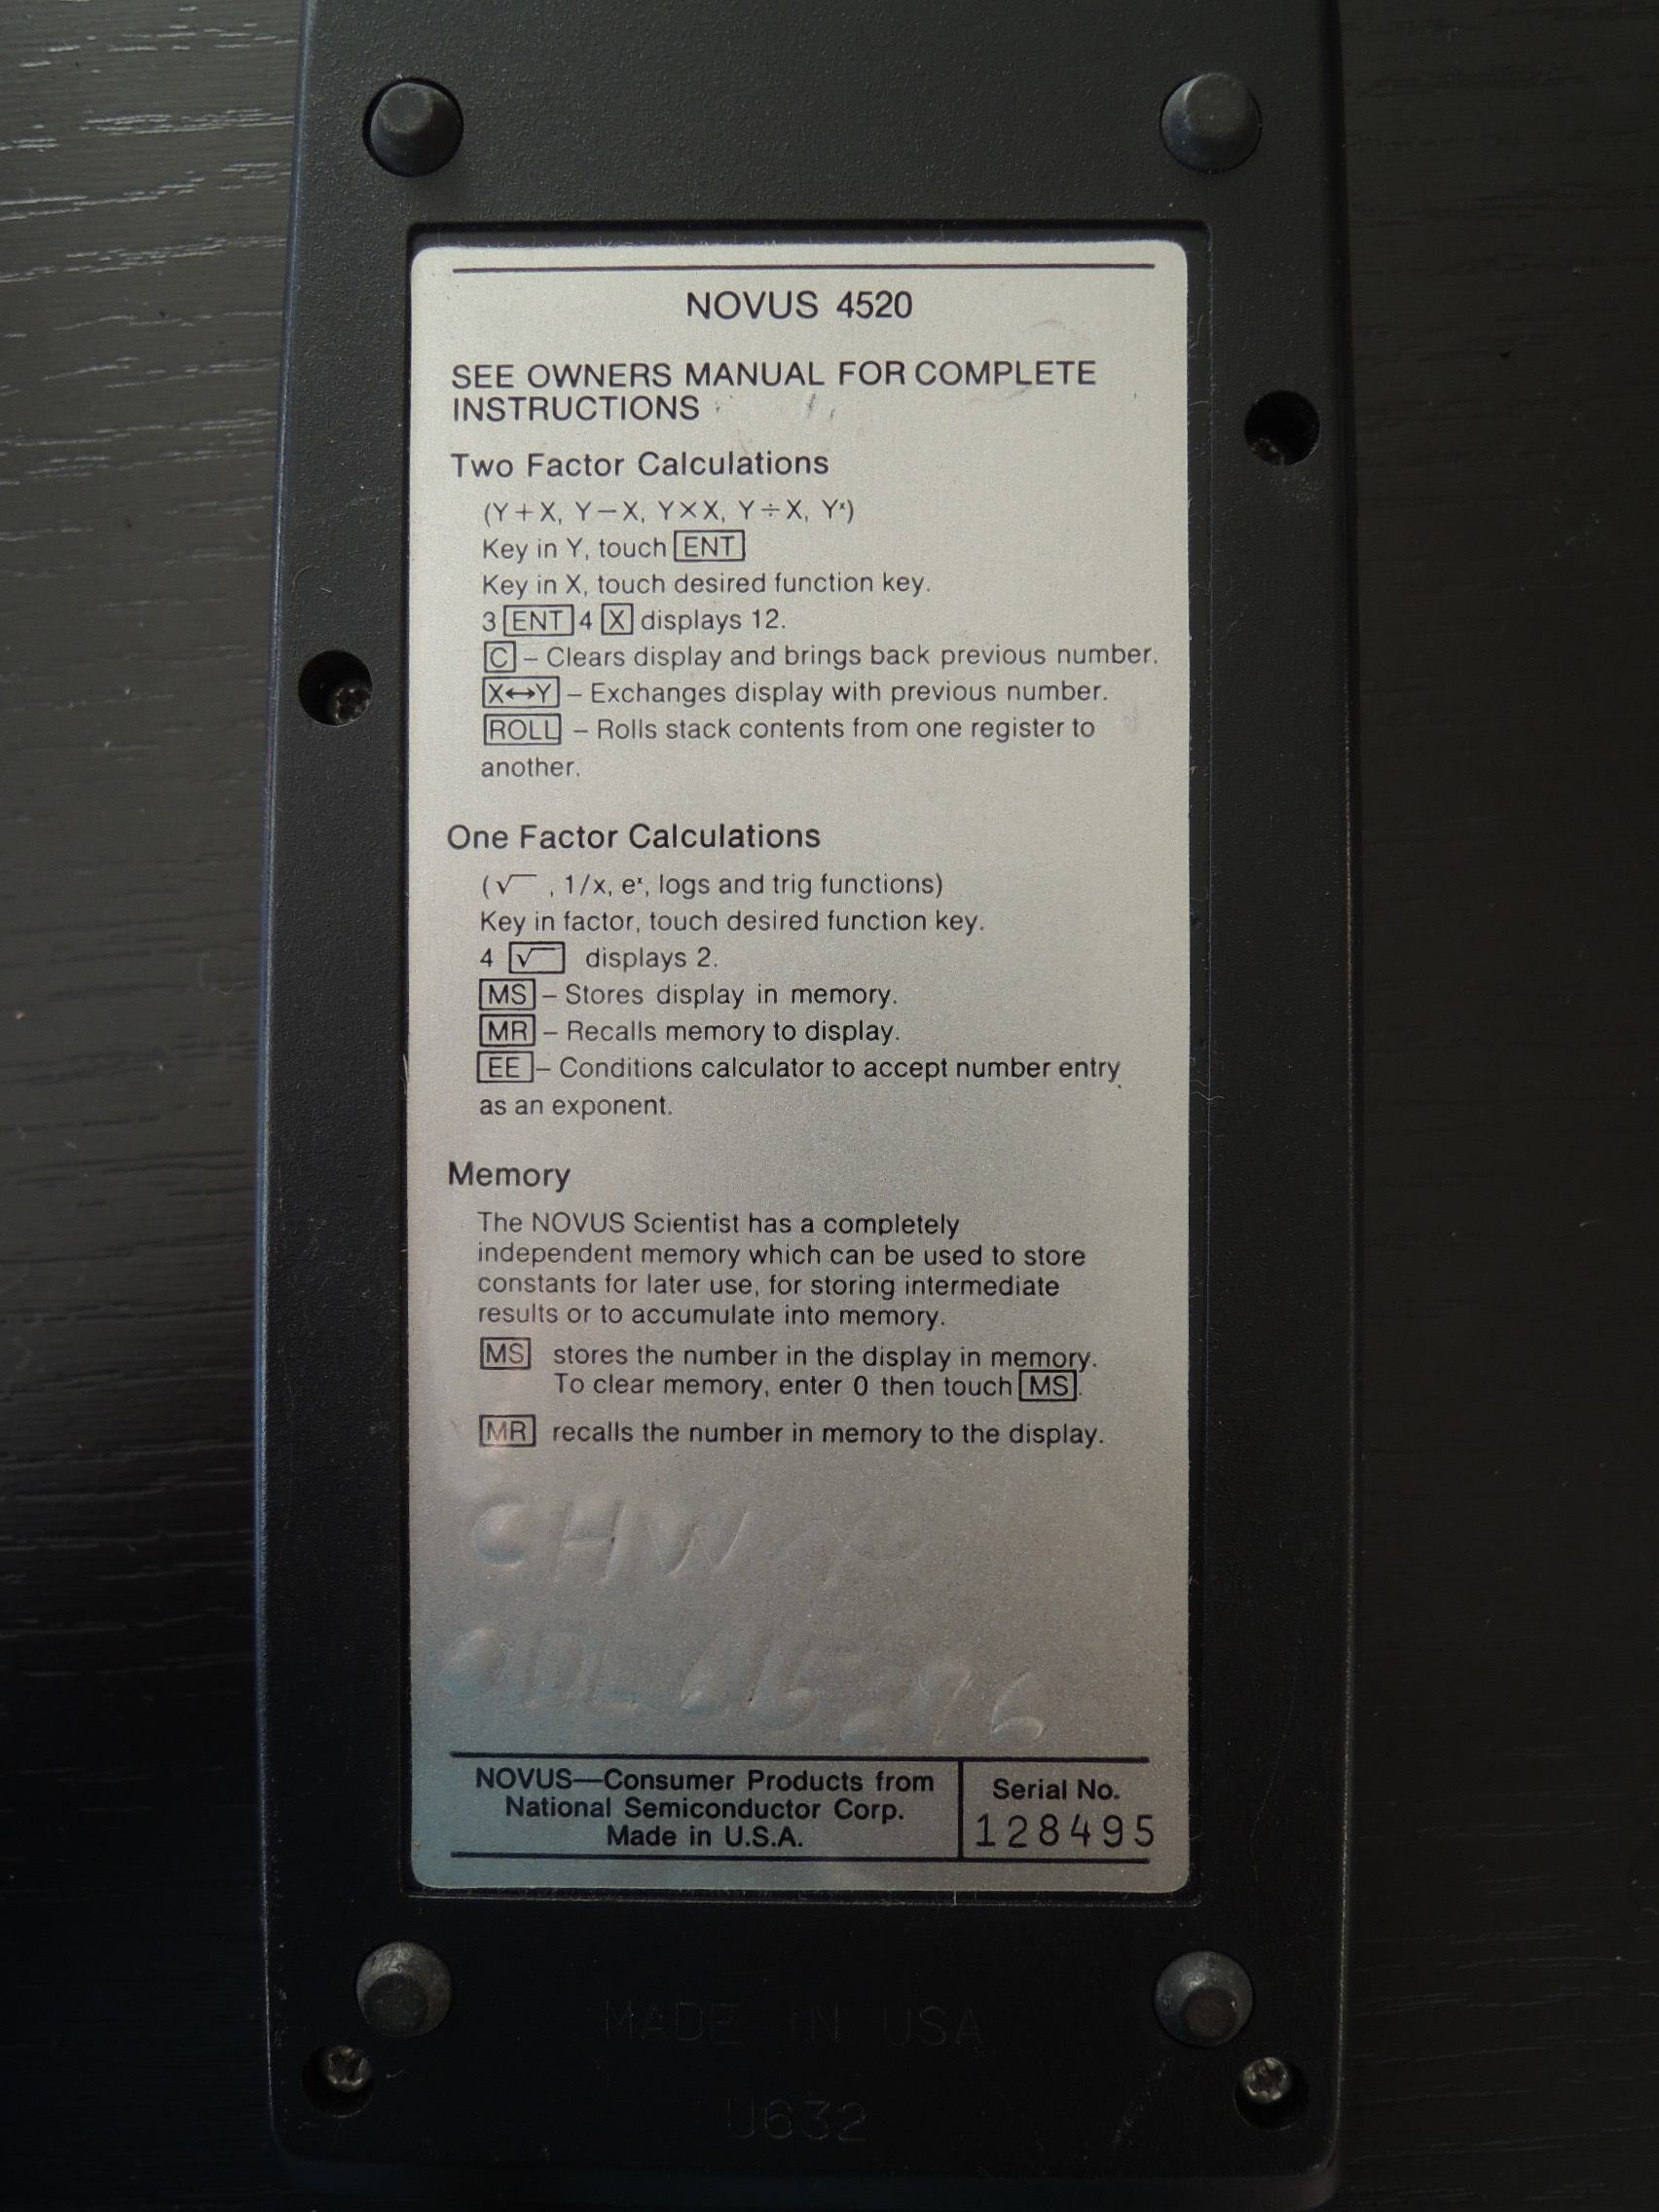 NOVUS 4520
SEE OWNERS MANUAL FOR COMPLETE
INSTRUCTIONS
Two Factor Calculations
(Y+X, Y−X, Y×X, Y÷X, Yˣ)
Key in Y, touch ENT
Key in X, touch desired function key.
3 ENT 4 X displays 12.
C – Clears display and brings back previous number.
X↔Y – Exchanges display with previous number.
ROLL – Rolls stack contents from one register to
another.
One Factor Calculations
(√ , 1/x, eˣ, logs and trig functions)
Key in factor, touch desired function key.
4 √ displays 2.
MS – Stores display in memory.
MR – Recalls memory to display.
EE – Conditions calculator to accept number entry
as an exponent.
Memory
The NOVUS Scientist has a completely
independent memory which can be used to store
constants for later use, for storing intermediate
results or to accumulate into memory.
MS stores the number in the display in memory.
To clear memory, enter 0 then touch MS.
MR recalls the number in memory to the display.
CHW
NOVUS—Consumer Products from
National Semiconductor Corp.
Made in U.S.A.
Serial No.
128495
MADE IN USA
U632